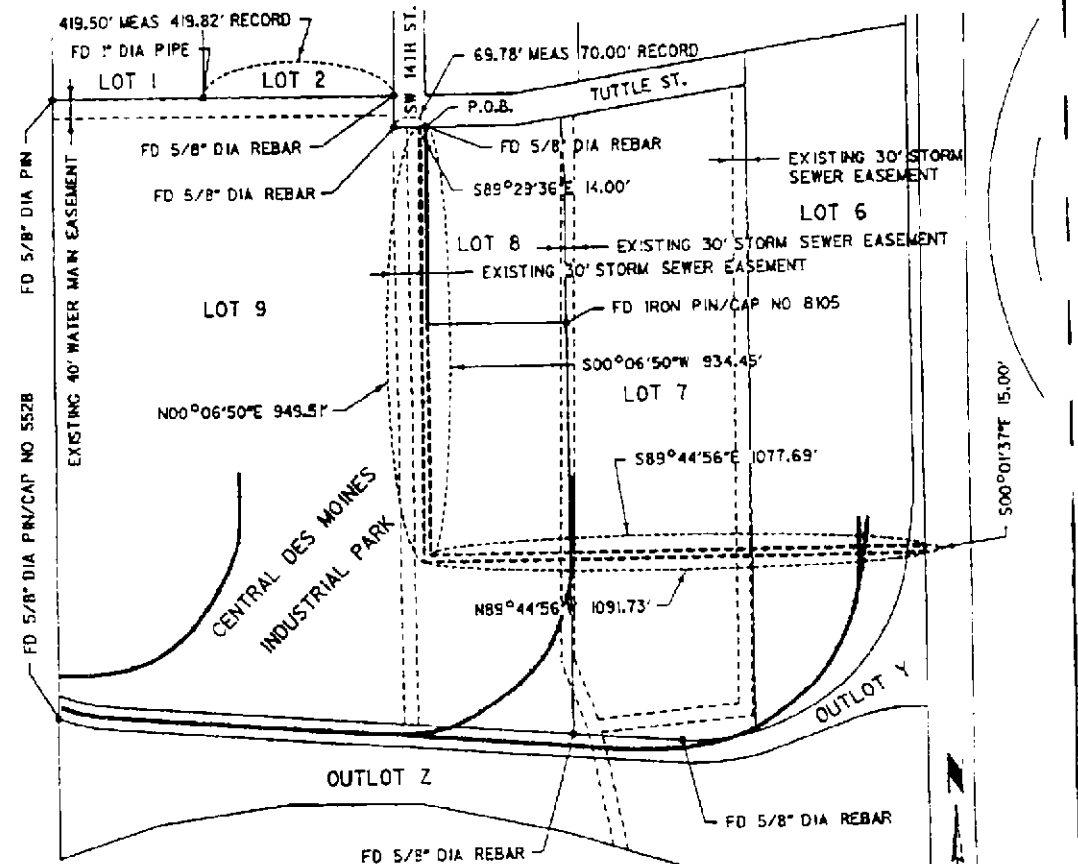 419.50' MEAS 419.82' RECORD
FD 1" DIA PIPE
LOT 1
LOT 2
SW 14TH ST.
69.78' MEAS 70.00' RECORD
TUTTLE ST.
P.O.B.
FD 5/8" DIA REBAR
FD 5/8" DIA REBAR
FD 5/8" DIA REBAR
S89°29'36"E 14.00'
EXISTING 30' STORM
SEWER EASEMENT
LOT 6
LOT 8
EXISTING 30' STORM SEWER EASEMENT
EXISTING 30' STORM SEWER EASEMENT
FD 5/8" DIA PIN
EXISTING 40' WATER MAIN EASEMENT
LOT 9
FD IRON PIN/CAP NO 8105
S00°06'50"W 934.45'
LOT 7
N00°06'50"E 949.51'
S89°44'56"E 1077.69'
S00°01'37"E 15.00'
FD 5/8" DIA PIN/CAP NO 5528
CENTRAL DES MOINES
INDUSTRIAL PARK
N89°44'56" 1091.73'
OUTLOT Y
OUTLOT Z
FD 5/8" DIA REBAR
FD 5/8" DIA REBAR
N